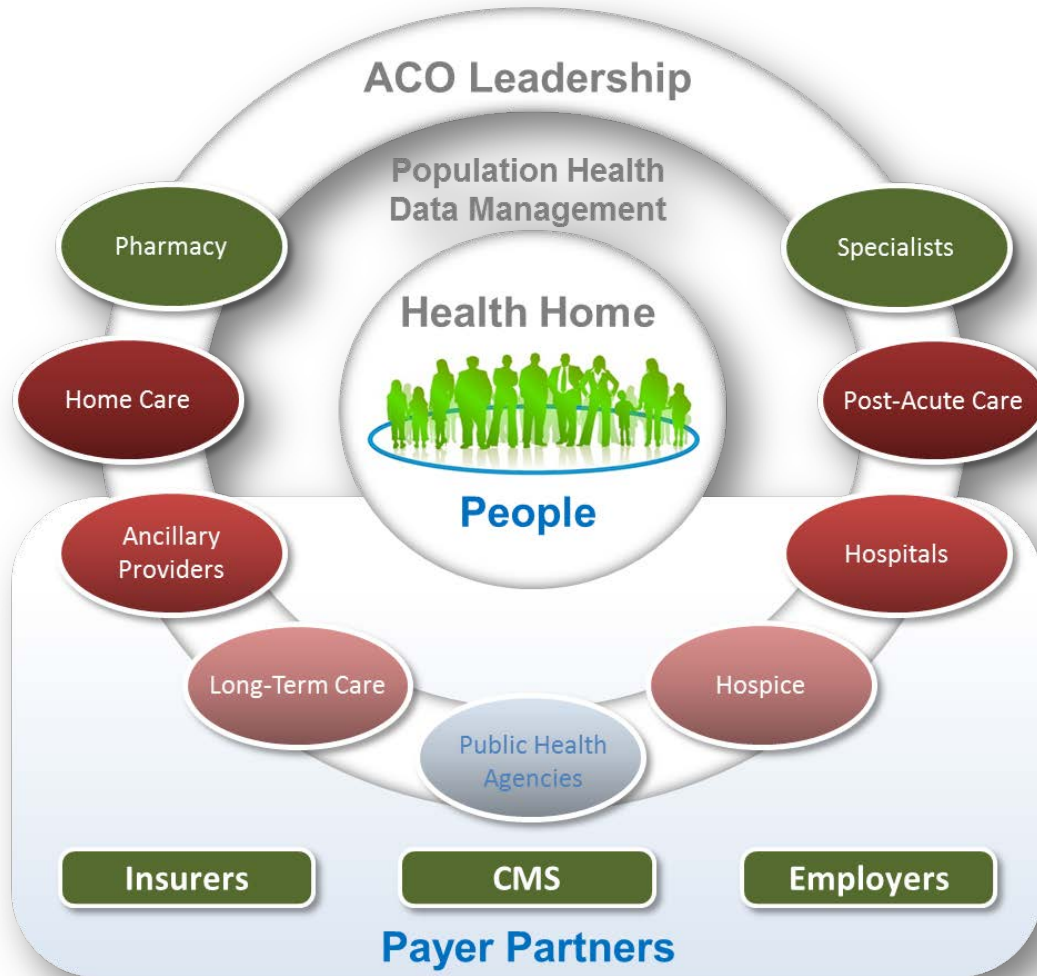 ACO Leadership
Population Health
Data Management
Pharmacy
Specialists
Health Home
Home Care
Post-Acute Care
People
Ancillary
Providers
Hospitals
Long-Term Care
Hospice
Public Health
Agencies
Insurers
CMS
Employers
Payer Partners